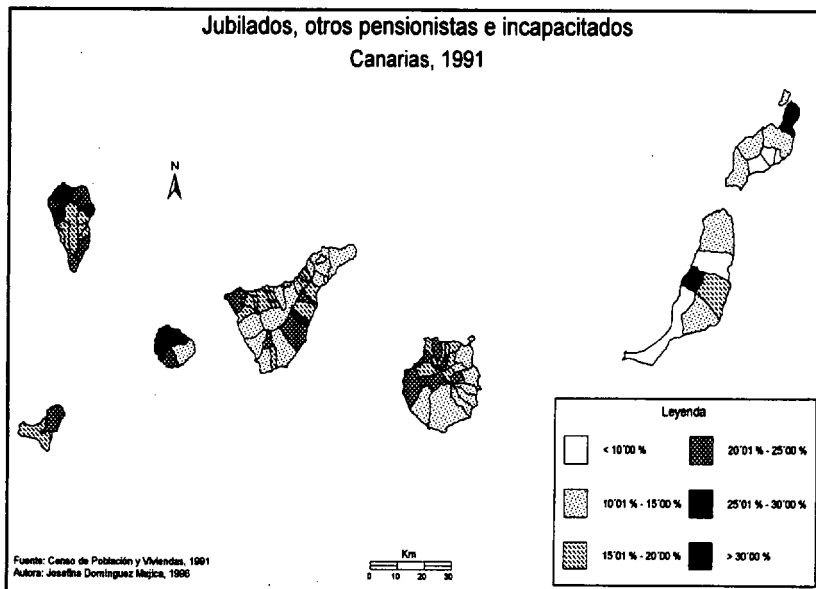 Jubilados, otros pensionistas e incapacitados
Canarias, 1991
N
Leyenda
< 10'00 %
20'01 % - 25'00 %
10'01 % - 15'00 %
25'01 % - 30'00 %
15'01 % - 20'00 %
> 30'00 %
Km
0 10 20 30
Fuente: Censo de Población y Viviendas, 1991
Autora: Josefina Domínguez Mujica, 1996